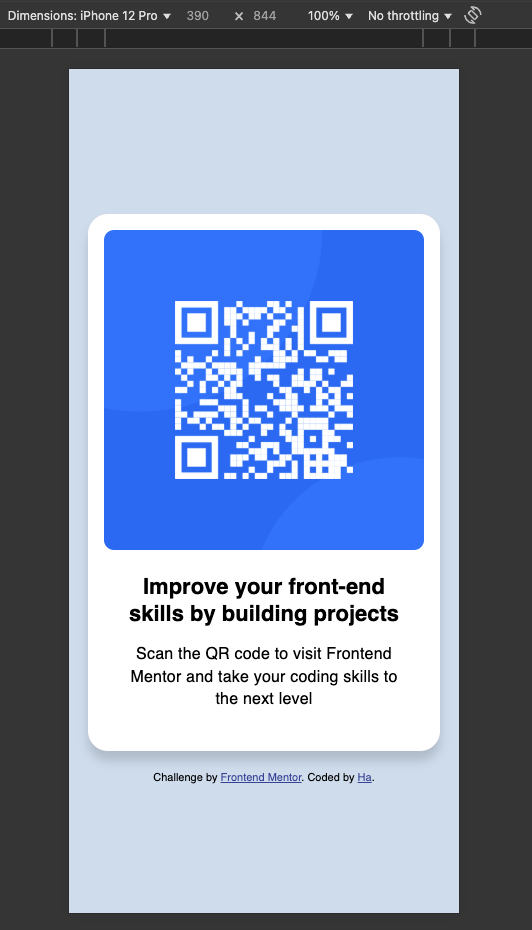 Dimensions: iPhone 12 Pro ▼ 390 × 844 100% ▼ No throttling ▼
Improve your front-end
skills by building projects
Scan the QR code to visit Frontend
Mentor and take your coding skills to
the next level
Challenge by Frontend Mentor. Coded by Ha.